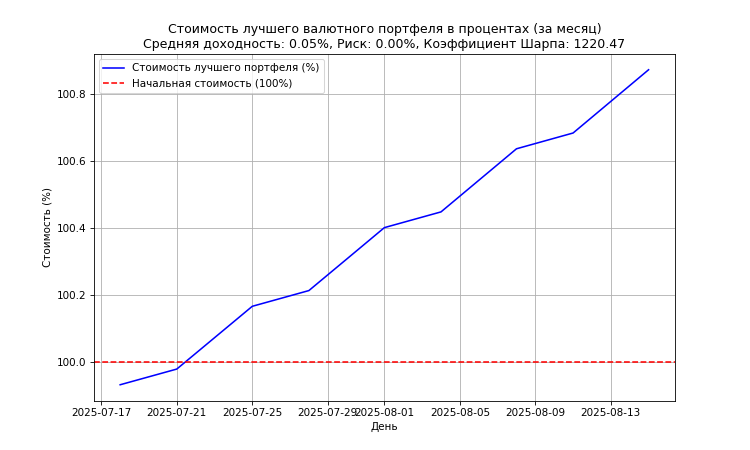 Стоимость лучшего валютного портфеля в процентах (за месяц)
Средняя доходность: 0.05%, Риск: 0.00%, Коэффициент Шарпа: 1220.47
Стоимость лучшего портфеля (%)
Начальная стоимость (100%)
Стоимость (%)
100.8
100.6
100.4
100.2
100.0
2025-07-17
2025-07-21
2025-07-25
2025-07-29
2025-08-01
2025-08-05
2025-08-09
2025-08-13
День